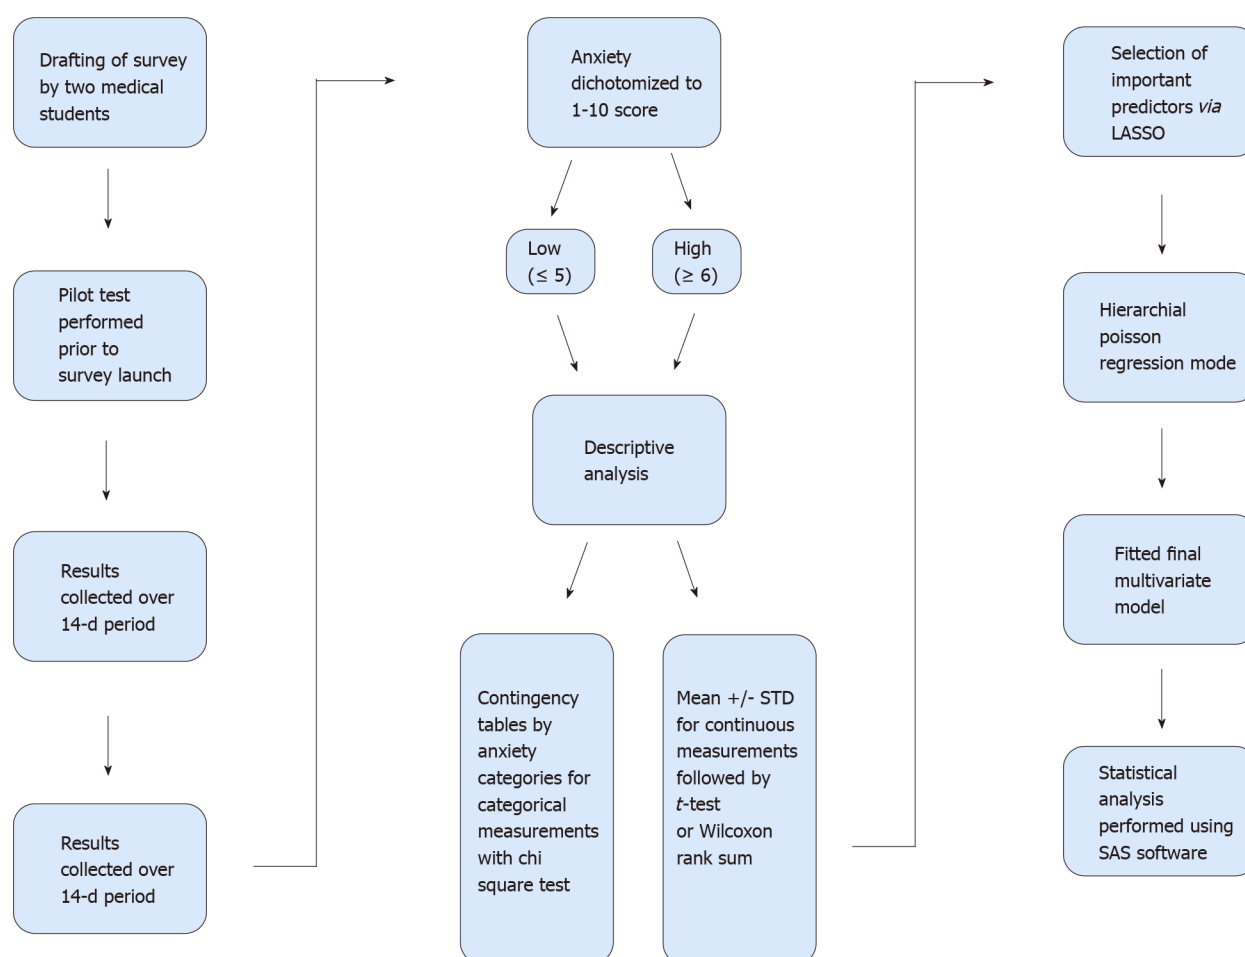 Drafting of survey
by two medical
students
Pilot test
performed
prior to
survey launch
Results
collected over
14-d period
Results
collected over
14-d period
Anxiety
dichotomized to
1-10 score
Low
(≤ 5)
High
(≥ 6)
Descriptive
analysis
Contingency
tables by
anxiety
categories for
categorical
measurements
with chi
square test
Mean +/- STD
for continuous
measurements
followed by
t-test
or Wilcoxon
rank sum
Selection of
important
predictors via
LASSO
Hierarchial
poisson
regression mode
Fitted final
multivariate
model
Statistical
analysis
performed using
SAS software